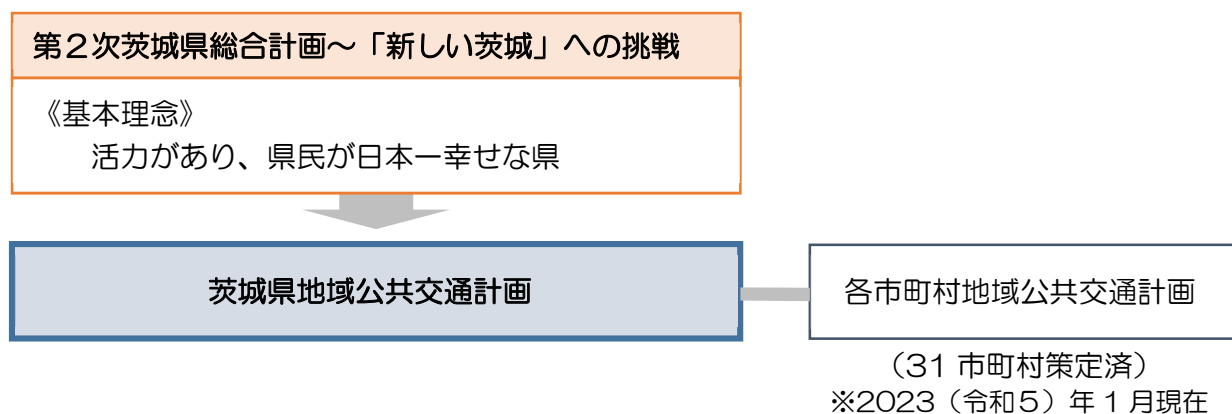 第２次茨城県総合計画～「新しい茨城」への挑戦
《基本理念》
活力があり、県民が日本一幸せな県
茨城県地域公共交通計画
各市町村地域公共交通計画
（31 市町村策定済）
※2023（令和５）年 1 月現在